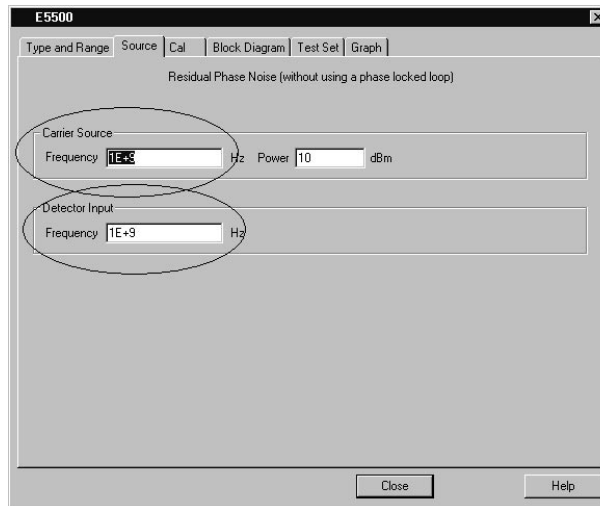 E5500
Type and Range Source Cal Block Diagram Test Set Graph
Residual Phase Noise (without using a phase locked loop)
Carrier Source
Frequency 1E+9 Hz Power 10 dBm
Detector Input
Frequency 1E+9 Hz
Close Help